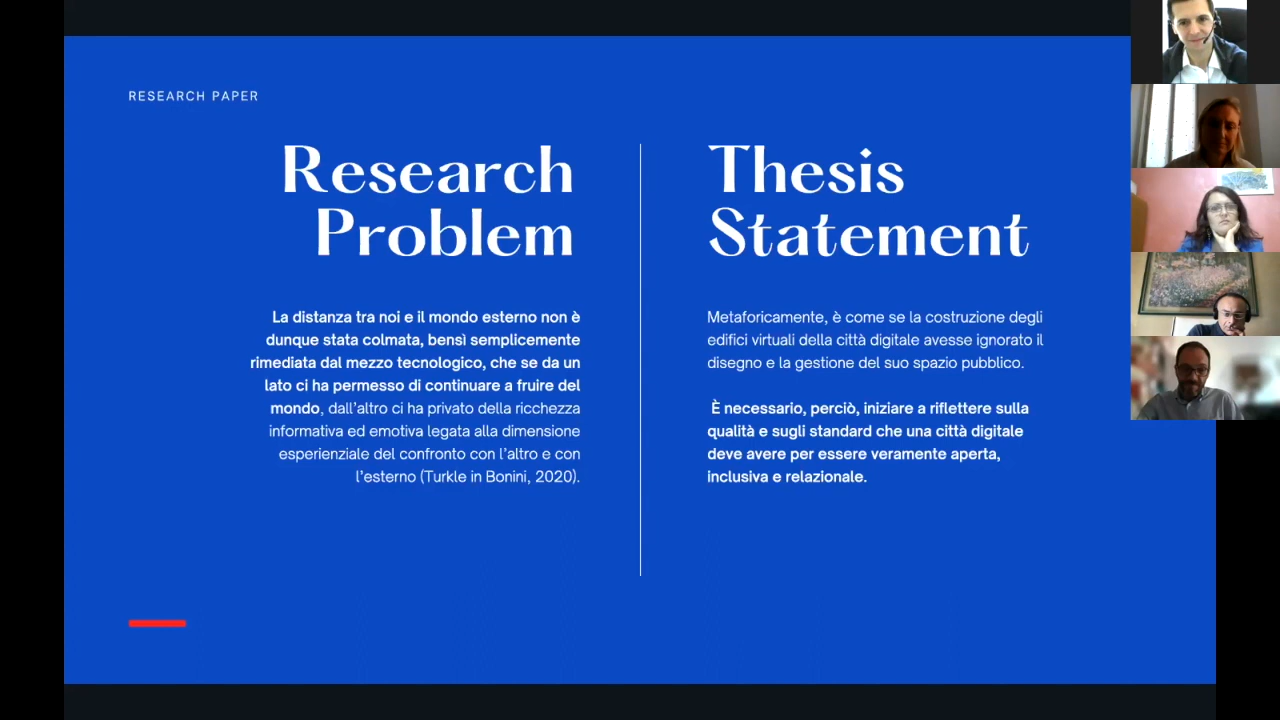 RESEARCH PAPER
Research
Problem
La distanza tra noi e il mondo esterno non è
dunque stata colmata, bensì semplicemente
rimediata dal mezzo tecnologico, che se da un
lato ci ha permesso di continuare a fruire del
mondo, dall'altro ci ha privato della ricchezza
informativa ed emotiva legata alla dimensione
esperienziale del confronto con l'altro e con
l'esterno (Turkle in Bonini, 2020).
Thesis
Statement
Metaforicamente, è come se la costruzione degli
edifici virtuali della città digitale avesse ignorato il
disegno e la gestione del suo spazio pubblico.
È necessario, perciò, iniziare a riflettere sulla
qualità e sugli standard che una città digitale
deve avere per essere veramente aperta,
inclusiva e relazionale.